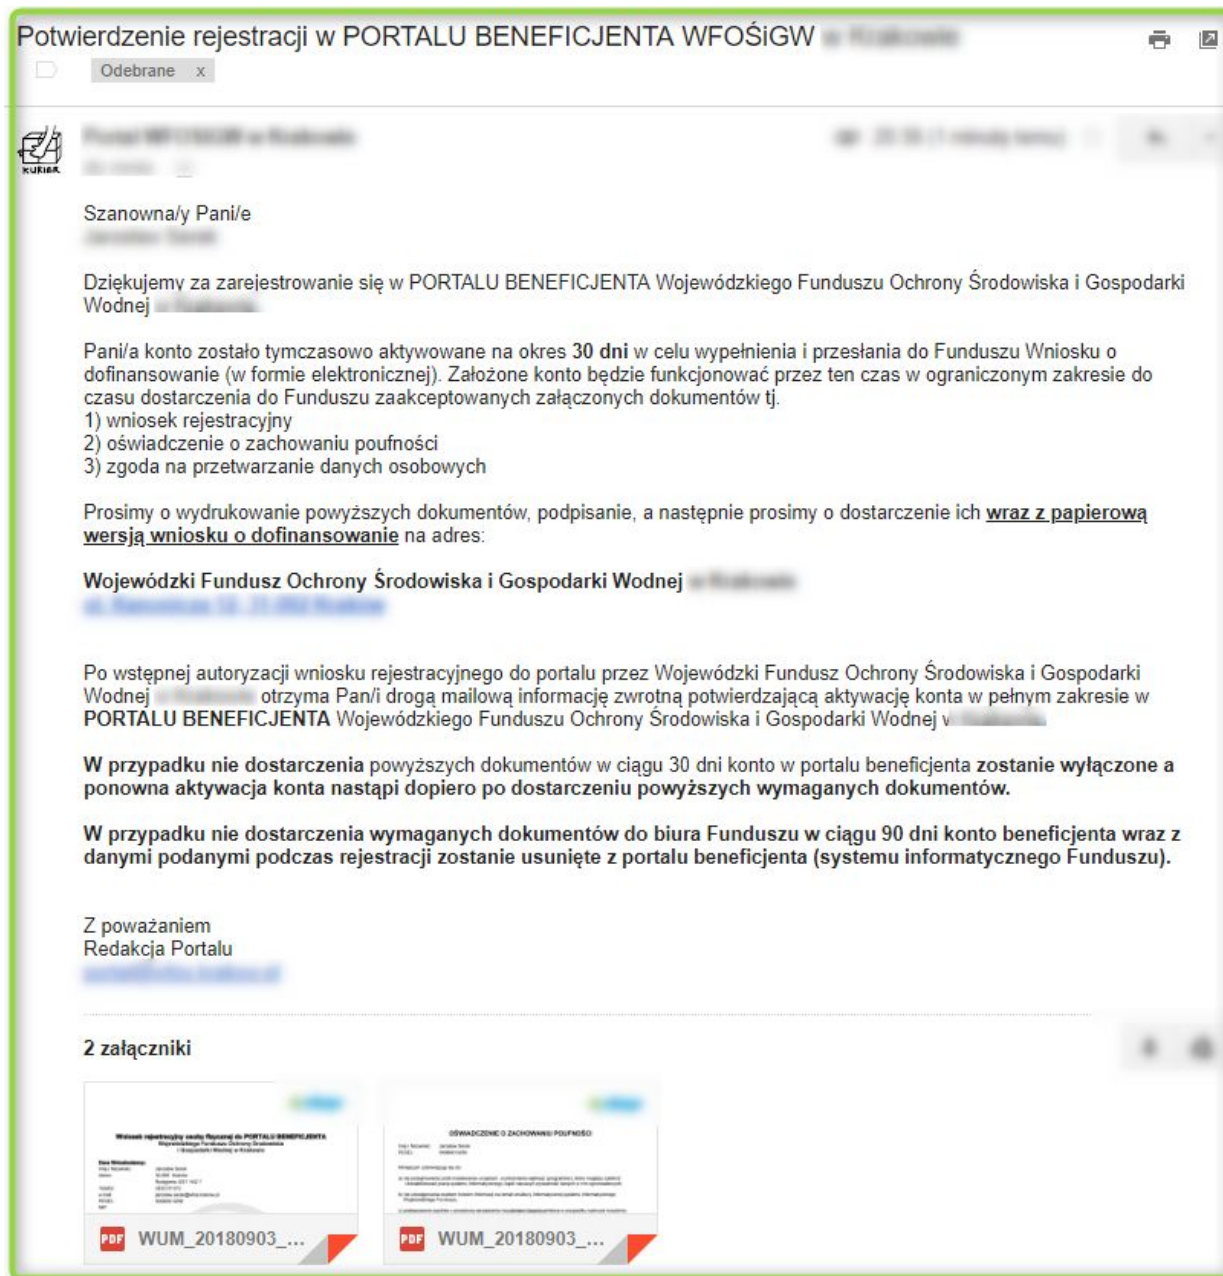 Potwierdzenie rejestracji w PORTALU BENEFICJENTA WFOŚiGW
Odebrane x
KURIER
Szanowna/y Pani/e
Dziękujemy za zarejestrowanie się w PORTALU BENEFICJENTA Wojewódzkiego Funduszu Ochrony Środowiska i Gospodarki
Wodnej
Pani/a konto zostało tymczasowo aktywowane na okres 30 dni w celu wypełnienia i przesłania do Funduszu Wniosku o
dofinansowanie (w formie elektronicznej). Założone konto będzie funkcjonować przez ten czas w ograniczonym zakresie do
czasu dostarczenia do Funduszu zaakceptowanych załączonych dokumentów tj.
1) wniosek rejestracyjny
2) oświadczenie o zachowaniu poufności
3) zgoda na przetwarzanie danych osobowych
Prosimy o wydrukowanie powyższych dokumentów, podpisanie, a następnie prosimy o dostarczenie ich wraz z papierową
wersją wniosku o dofinansowanie na adres:
Wojewódzki Fundusz Ochrony Środowiska i Gospodarki Wodnej
Po wstępnej autoryzacji wniosku rejestracyjnego do portalu przez Wojewódzki Fundusz Ochrony Środowiska i Gospodarki
Wodnej otrzyma Pan/i drogą mailową informację zwrotną potwierdzającą aktywację konta w pełnym zakresie w
PORTALU BENEFICJENTA Wojewódzkiego Funduszu Ochrony Środowiska i Gospodarki Wodnej w
W przypadku nie dostarczenia powyższych dokumentów w ciągu 30 dni konto w portalu beneficjenta zostanie wyłączone a
ponowna aktywacja konta nastąpi dopiero po dostarczeniu powyższych wymaganych dokumentów.
W przypadku nie dostarczenia wymaganych dokumentów do biura Funduszu w ciągu 90 dni konto beneficjenta wraz z
danymi podanymi podczas rejestracji zostanie usunięte z portalu beneficjenta (systemu informatycznego Funduszu).
Z poważaniem
Redakcja Portalu
2 załączniki
Wniosek rejestracyjny osoby fizycznej do PORTALU BENEFICJENTA
OŚWIADCZENIE O ZACHOWANIU POUFNOŚCI
PDF WUM_20180903_...
PDF WUM_20180903_...